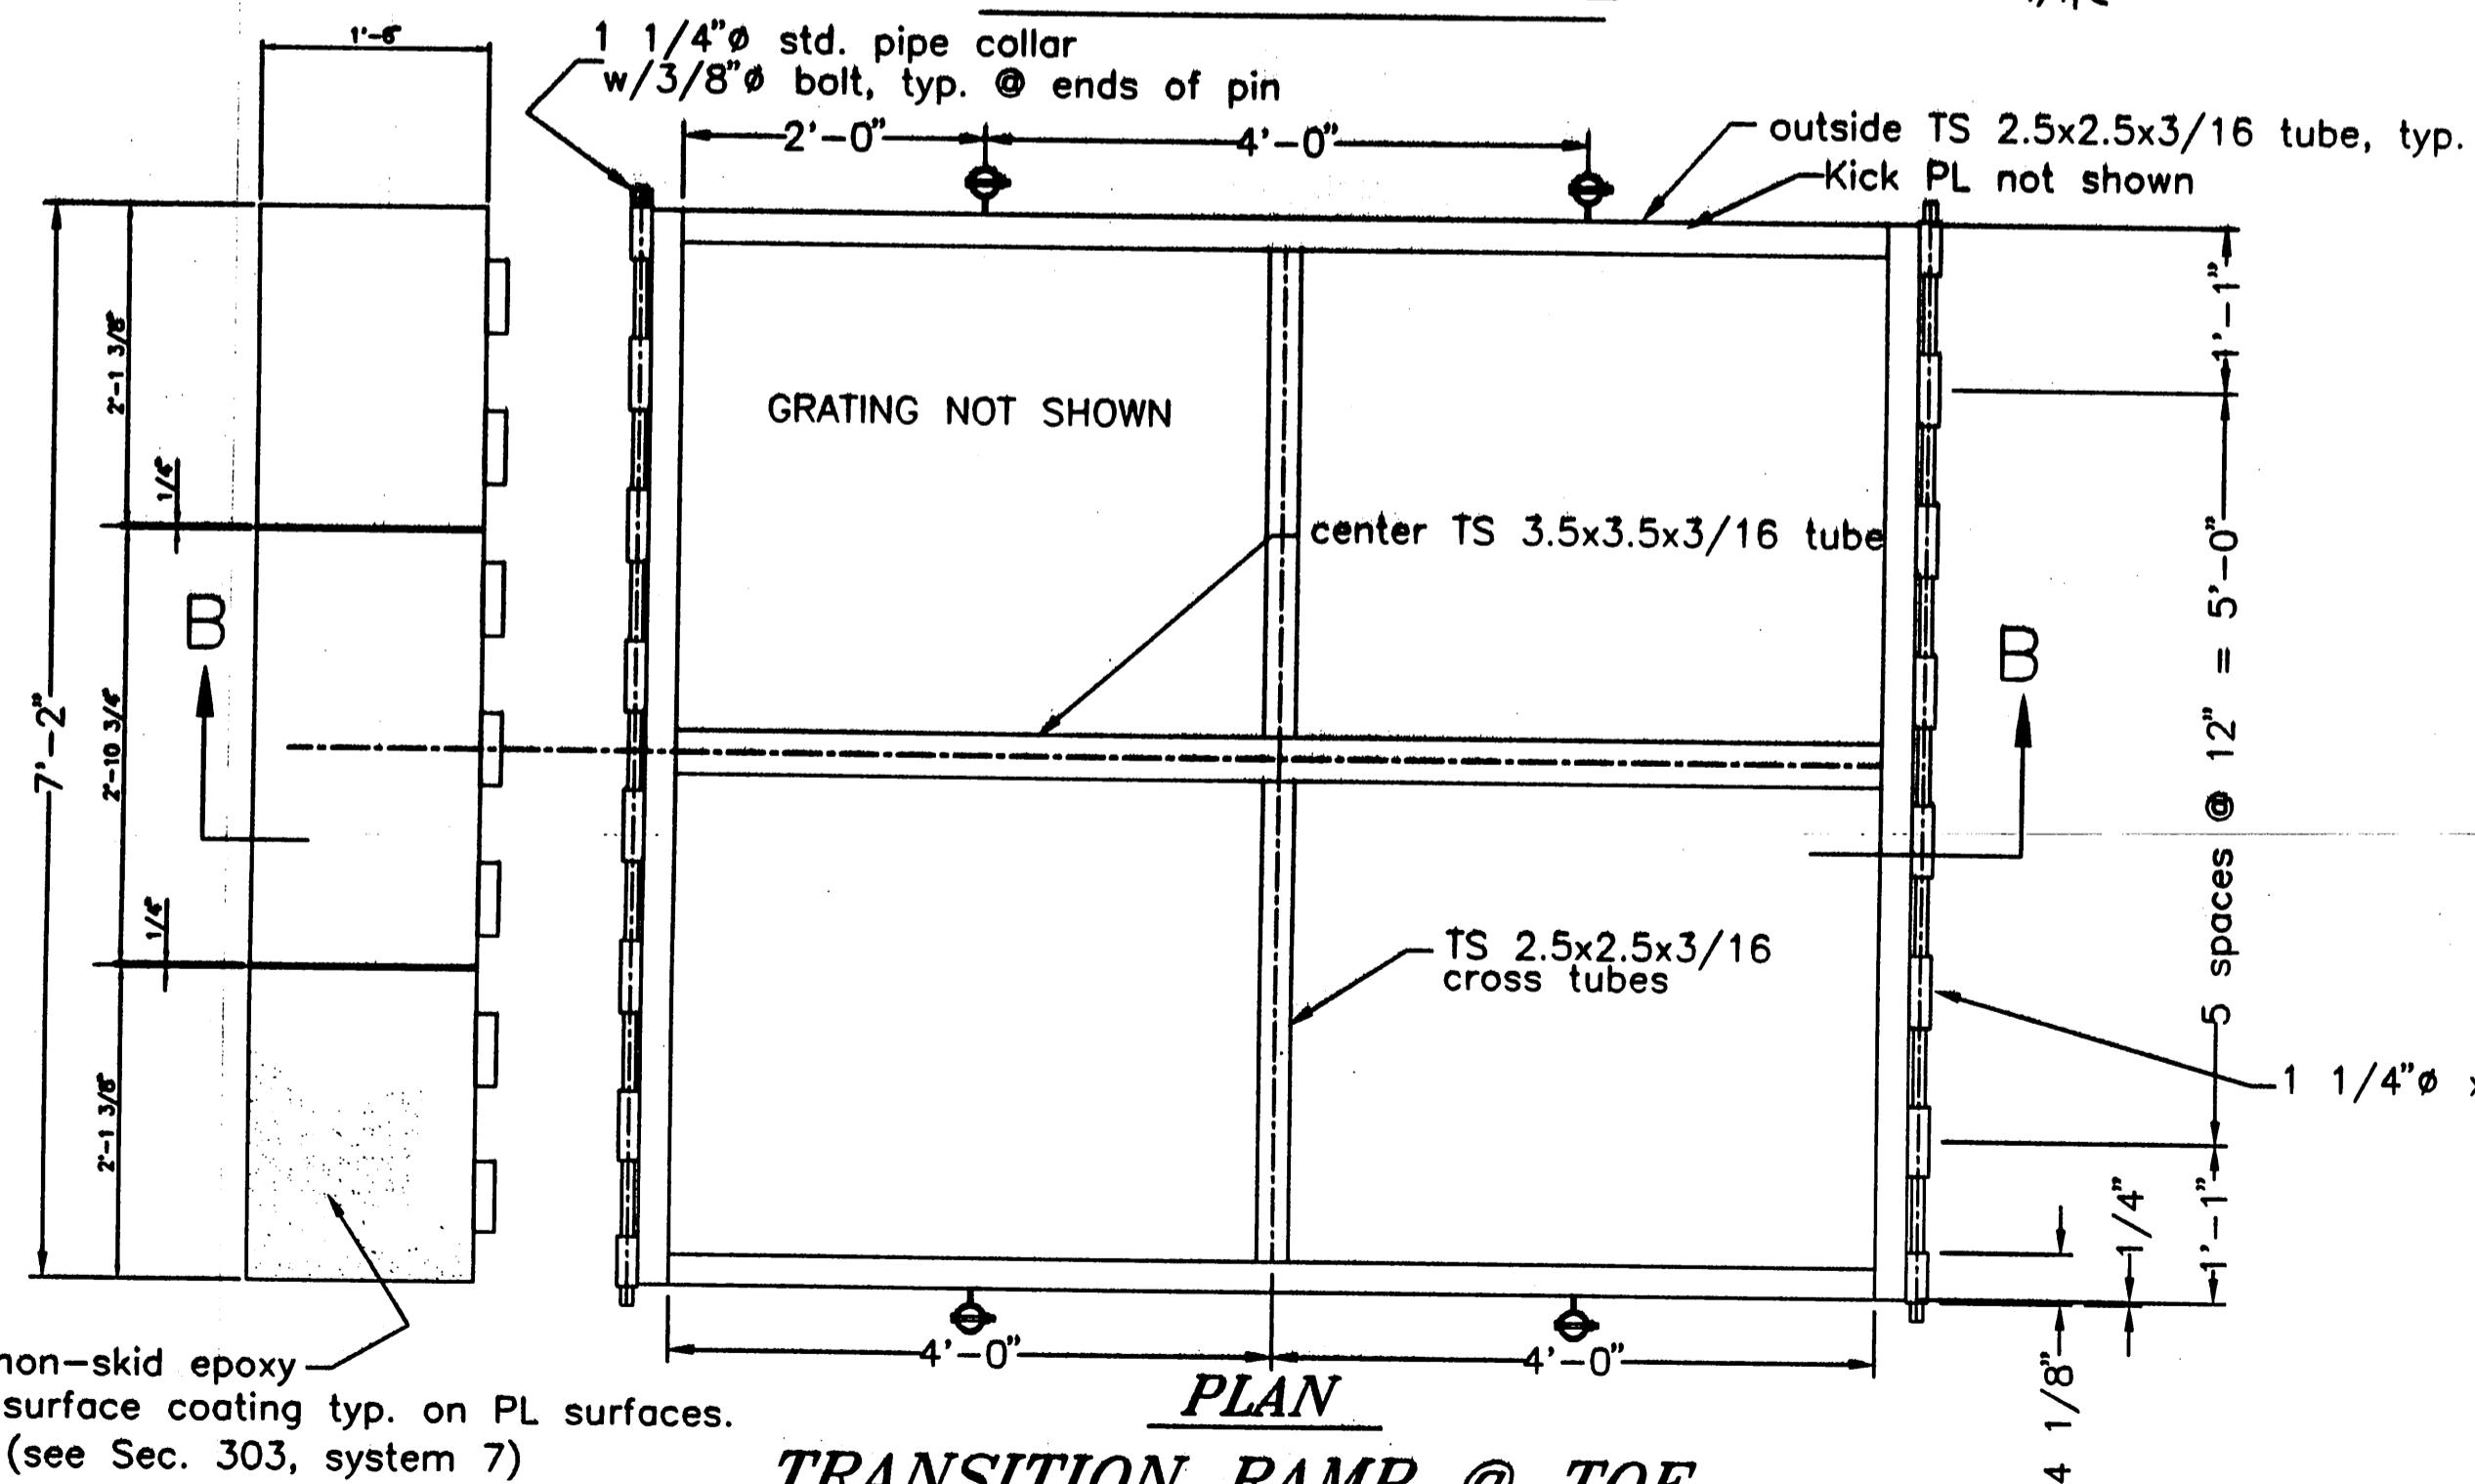 1'-6"
1 1/4"ø std. pipe collar
w/3/8"ø bolt, typ. @ ends of pin
2'-0"
4'-0"
outside TS 2.5x2.5x3/16 tube, typ.
Kick PL not shown
7'-2"
2'-1 3/8"
1/4"
2'-10 3/4"
1/4"
2'-1 3/8"
B
GRATING NOT SHOWN
center TS 3.5x3.5x3/16 tube
B
1'-1"
5 spaces @ 12" = 5'-0"
1'-1"
TS 2.5x2.5x3/16
cross tubes
1 1/4"ø
1/4"
4 1/8"
4'-0"
4'-0"
non-skid epoxy
surface coating typ. on PL surfaces.
(see Sec. 303, system 7)
PLAN
TRANSITION RAMP @ TOE